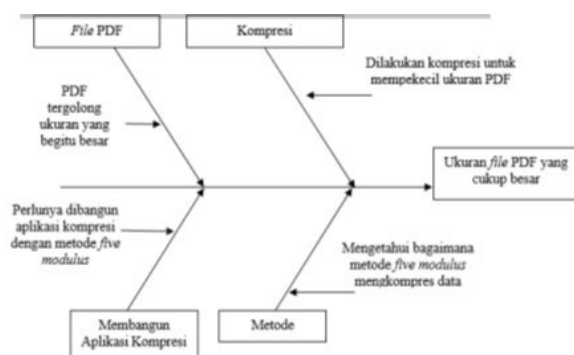 File PDF
Kompresi
Dilakukan kompresi untuk
mempekecil ukuran PDF
PDF
tergolong
ukuran yang
begitu besar
Ukuran file PDF yang
cukup besar
Perlunya dibangun
aplikasi kompresi
dengan metode five
modulus
Mengetahui bagaimana
metode five modulus
mengkompres data
Membangun
Aplikasi Kompresi
Metode